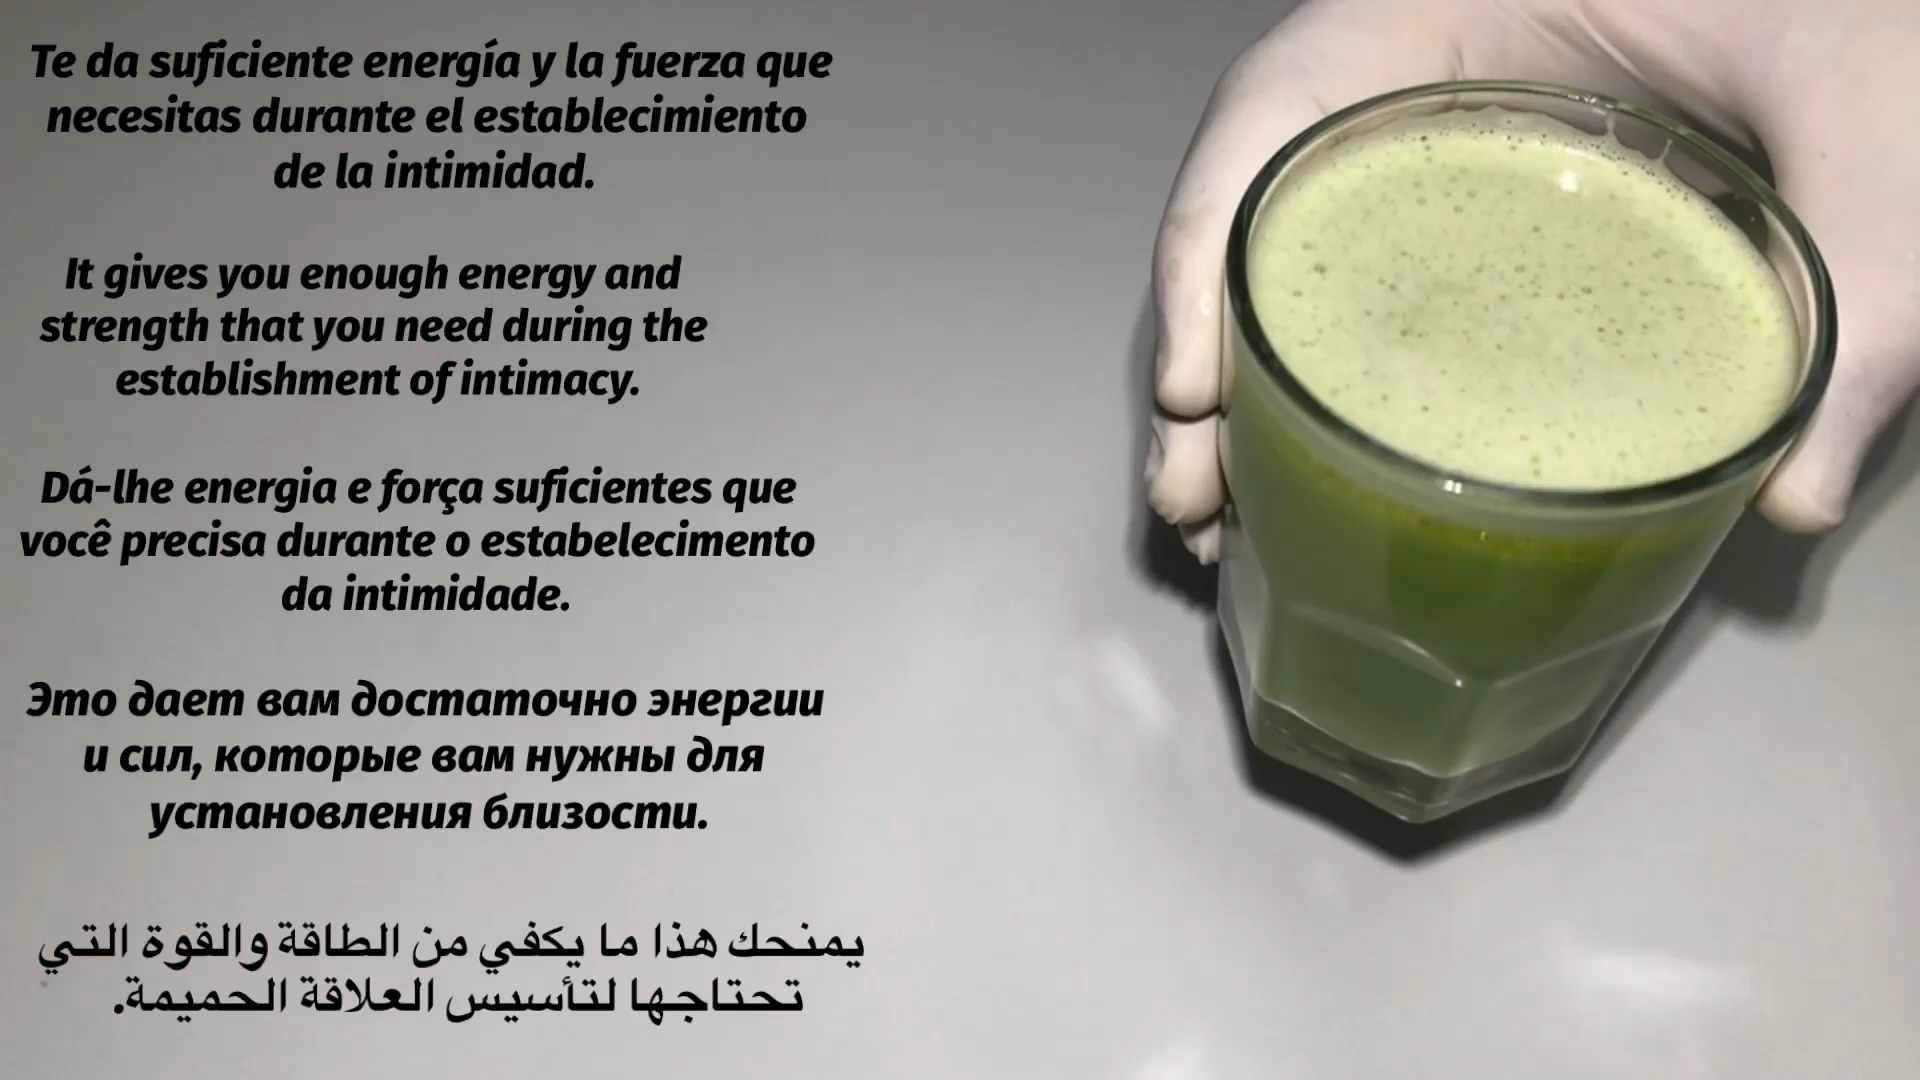 Te da suficiente energía y la fuerza que
necesitas durante el establecimiento
de la intimidad.
It gives you enough energy and
strength that you need during the
establishment of intimacy.
Dá-lhe energia e força suficientes que
você precisa durante o estabelecimento
da intimidade.
Это дает вам достаточно энергии
и сил, которые вам нужны для
установления близости.
يمنحك هذا ما يكفي من الطاقة والقوة التي
تحتاجها لتأسيس العلاقة الحميمة.